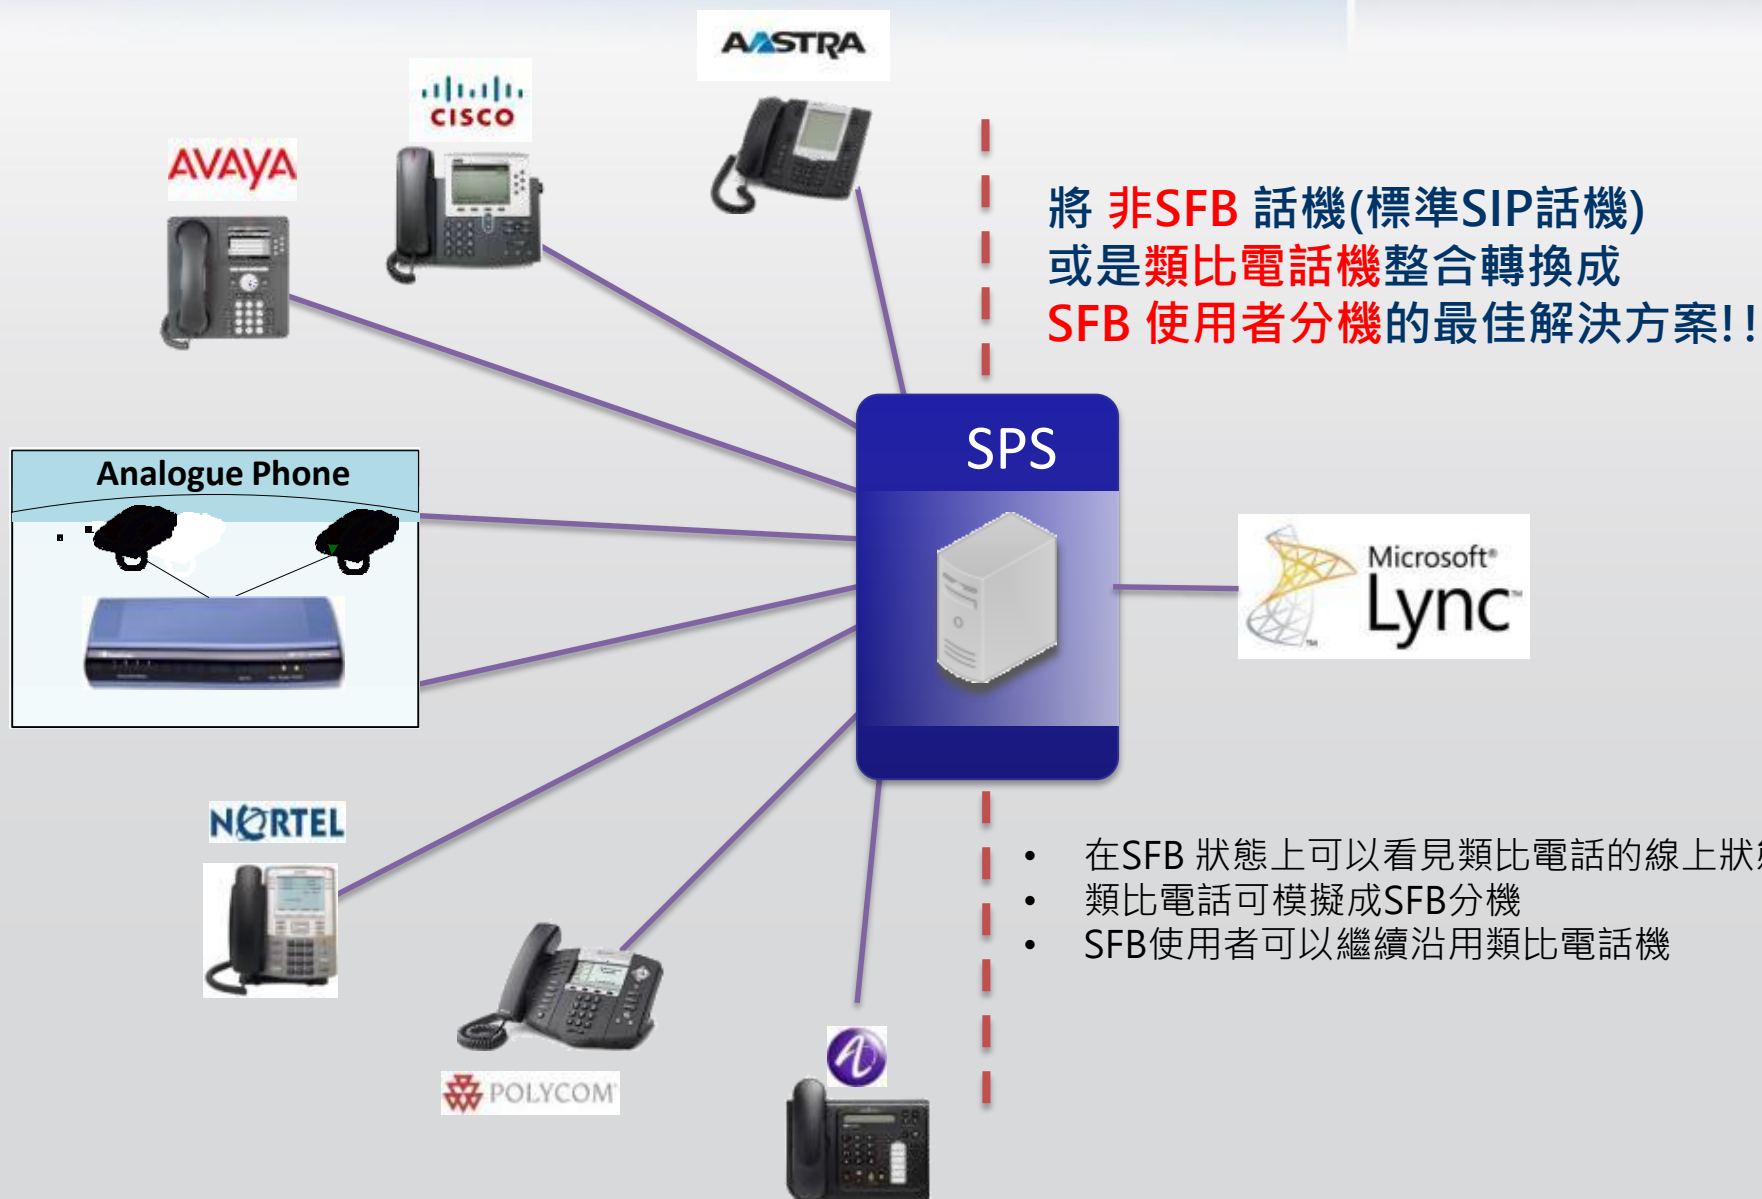 AASTRA
CISCO
AVAYA
將 非SFB 話機(標準SIP話機)
或是類比電話機整合轉換成
SFB 使用者分機的最佳解決方案!!
SPS
Analogue Phone
Microsoft®
Lync™
NORTEL
• 在SFB 狀態上可以看見類比電話的線上狀
• 類比電話可模擬成SFB分機
• SFB使用者可以繼續沿用類比電話機
POLYCOM